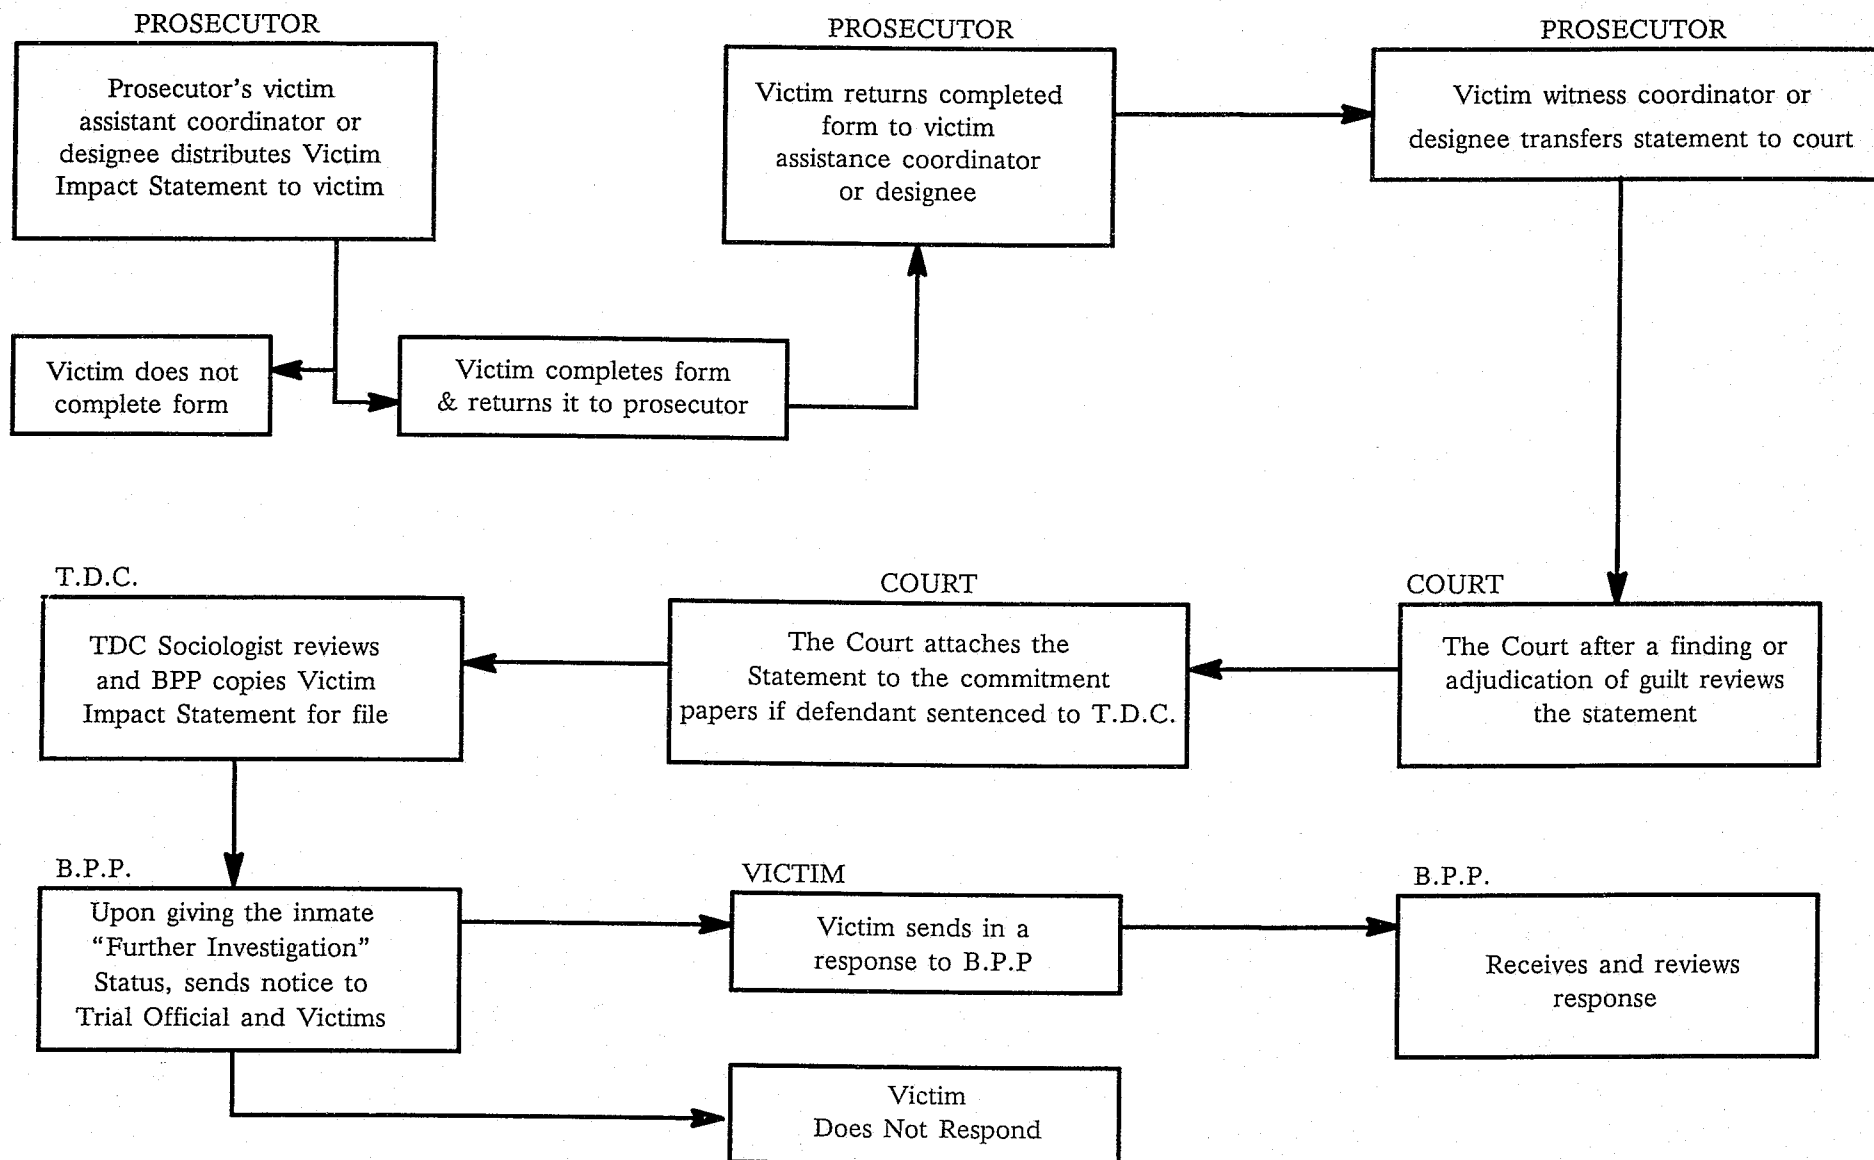 PROSECUTOR
Prosecutor's victim
assistant coordinator or
designee distributes Victim
Impact Statement to victim
PROSECUTOR
Victim returns completed
form to victim
assistance coordinator
or designee
PROSECUTOR
Victim witness coordinator or
designee transfers statement to court
Victim does not
complete form
Victim completes form
& returns it to prosecutor
T.D.C.
TDC Sociologist reviews
and BPP copies Victim
Impact Statement for file
COURT
The Court attaches the
Statement to the commitment
papers if defendant sentenced to T.D.C.
COURT
The Court after a finding or
adjudication of guilt reviews
the statement
B.P.P.
Upon giving the inmate
“Further Investigation”
Status, sends notice to
Trial Official and Victims
VICTIM
Victim sends in a
response to B.P.P
B.P.P.
Receives and reviews
response
Victim
Does Not Respond